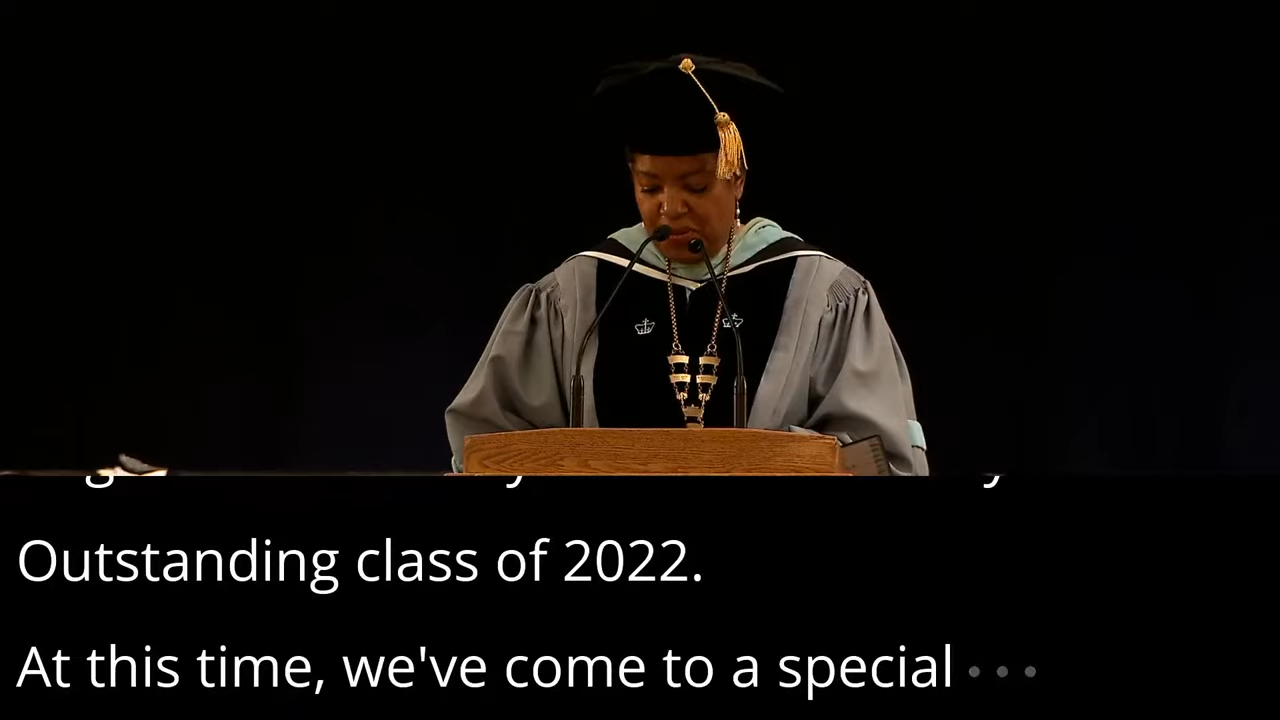 Outstanding class of 2022.
At this time, we've come to a special